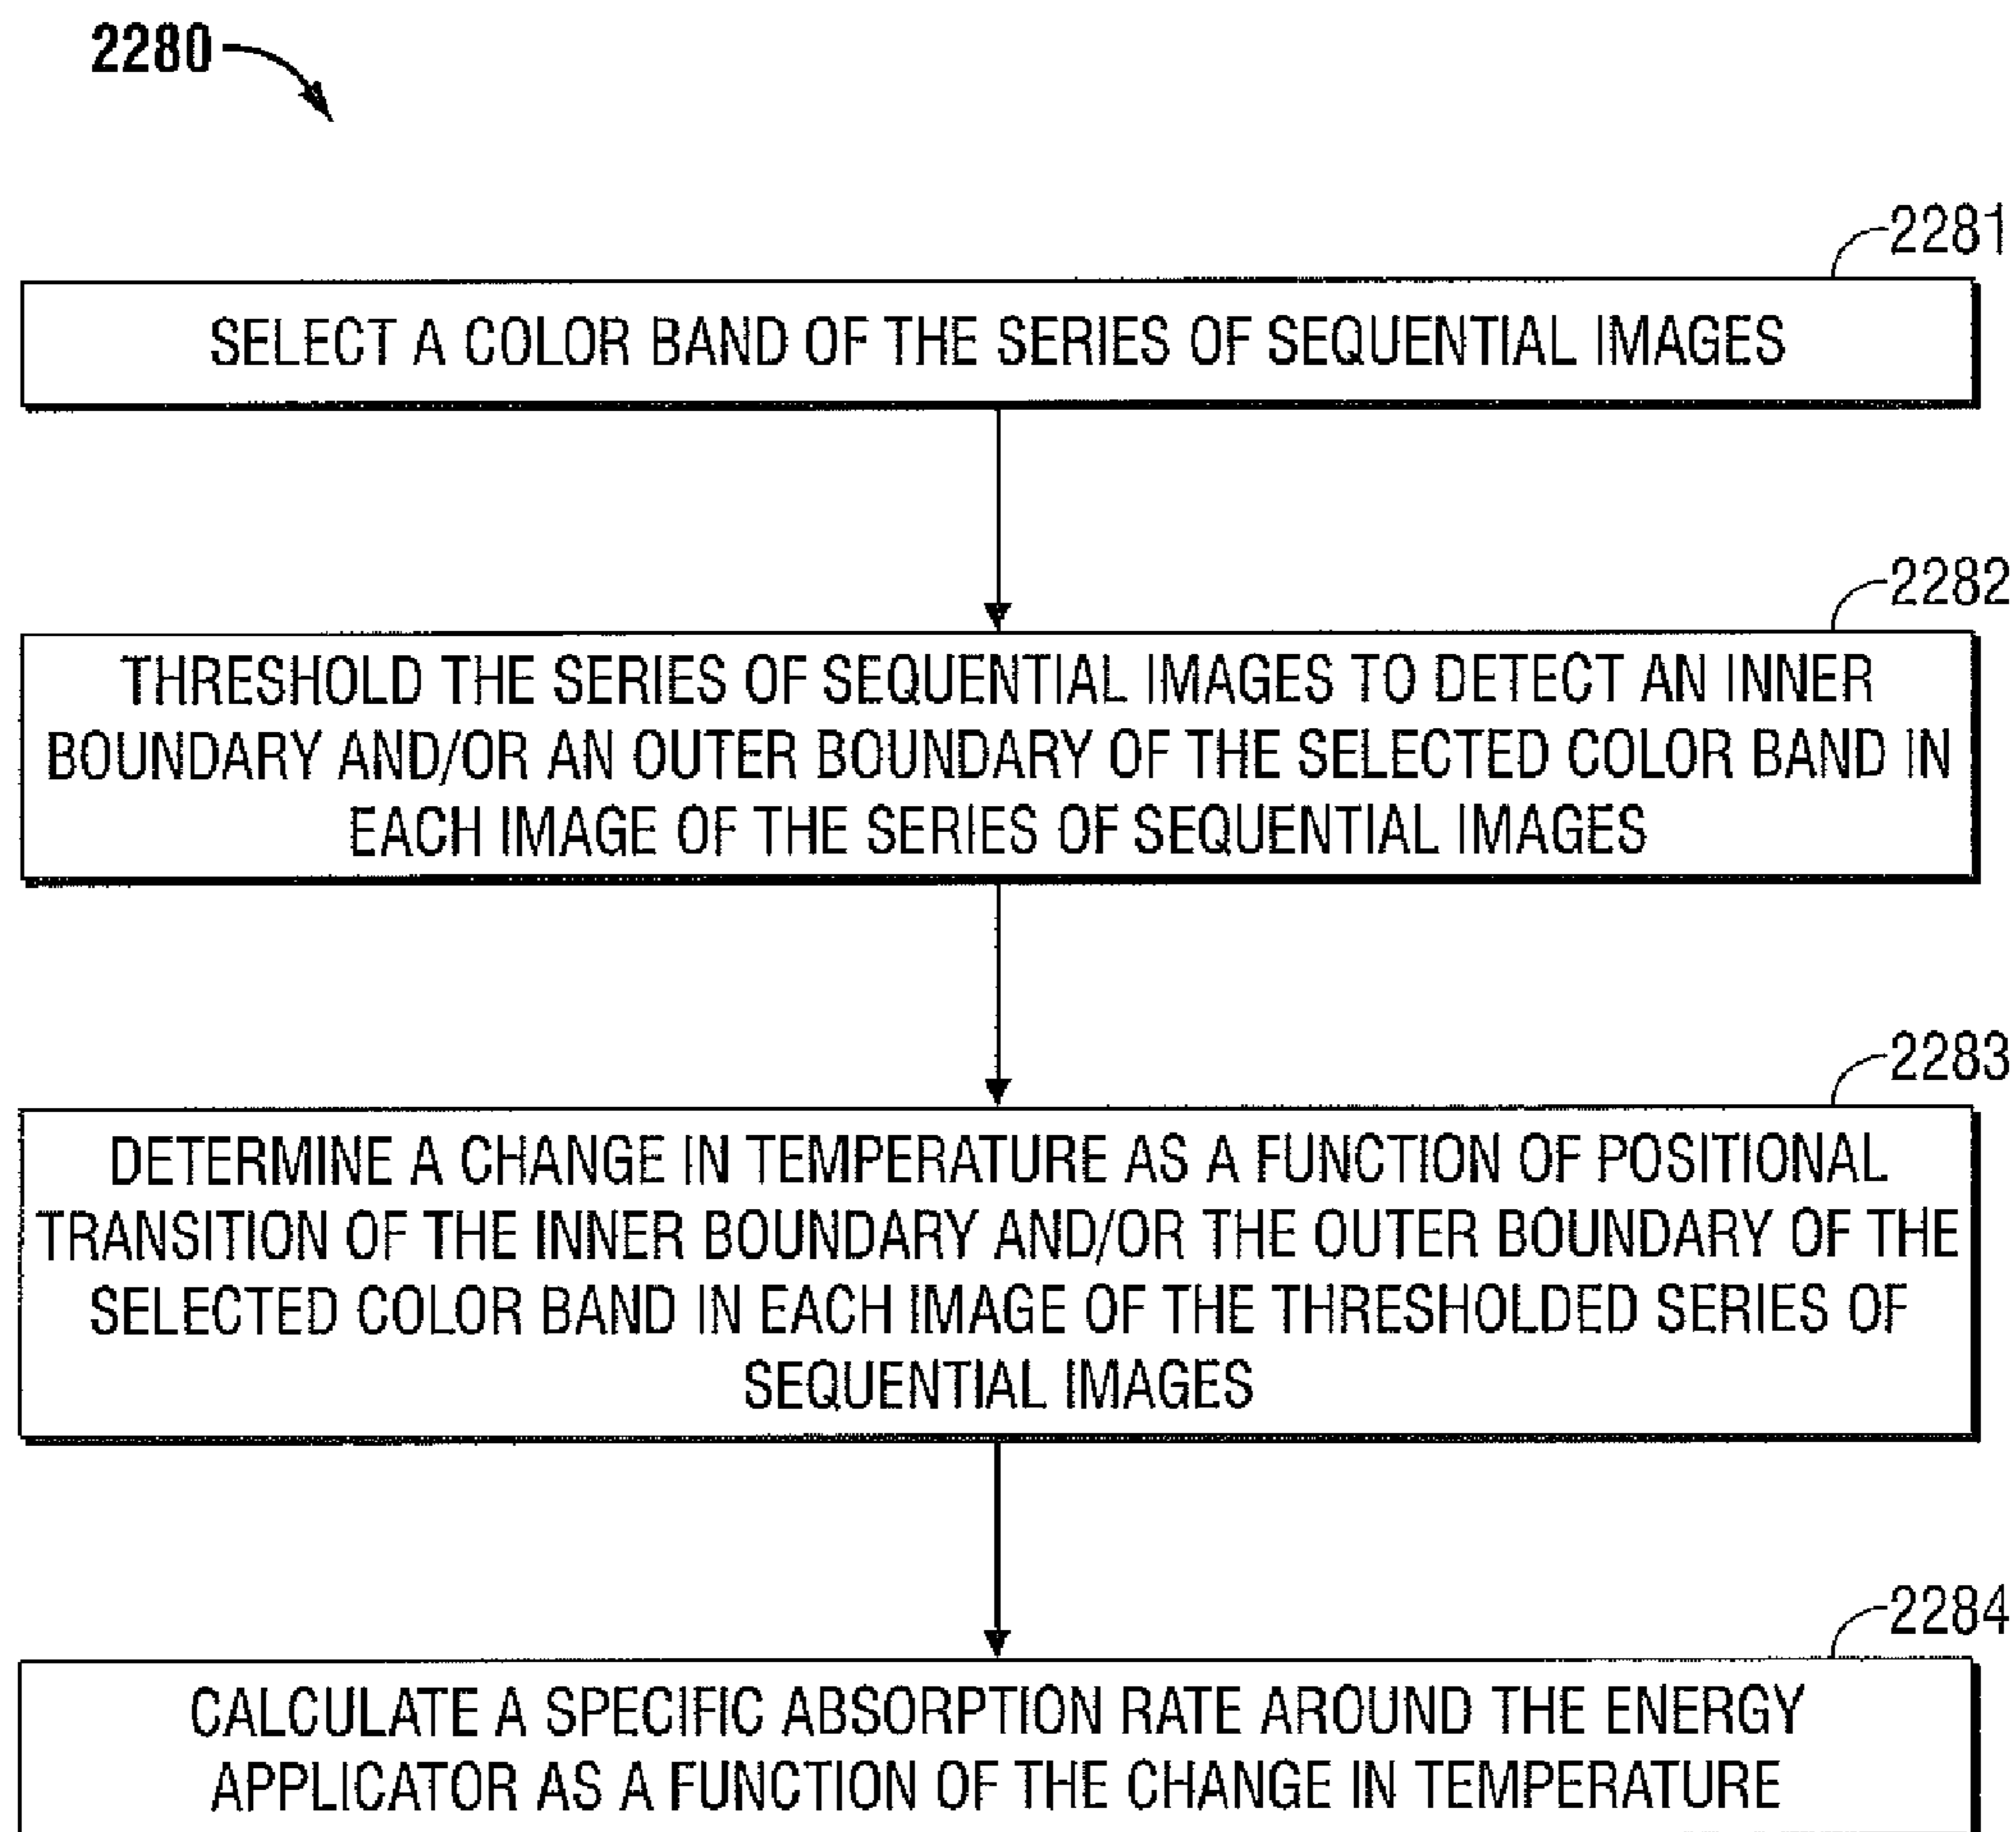 2280
2281
SELECT A COLOR BAND OF THE SERIES OF SEQUENTIAL IMAGES
2282
THRESHOLD THE SERIES OF SEQUENTIAL IMAGES TO DETECT AN INNER
BOUNDARY AND/OR AN OUTER BOUNDARY OF THE SELECTED COLOR BAND IN
EACH IMAGE OF THE SERIES OF SEQUENTIAL IMAGES
2283
DETERMINE A CHANGE IN TEMPERATURE AS A FUNCTION OF POSITIONAL
TRANSITION OF THE INNER BOUNDARY AND/OR THE OUTER BOUNDARY OF THE
SELECTED COLOR BAND IN EACH IMAGE OF THE THRESHOLDED SERIES OF
SEQUENTIAL IMAGES
2284
CALCULATE A SPECIFIC ABSORPTION RATE AROUND THE ENERGY
APPLICATOR AS A FUNCTION OF THE CHANGE IN TEMPERATURE